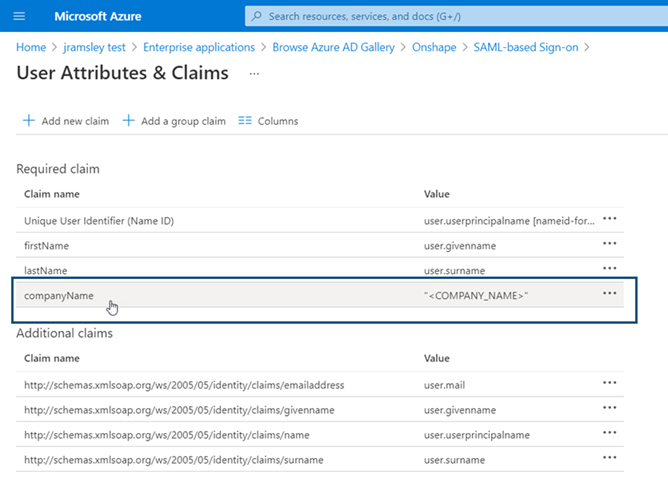 Microsoft Azure
Search resources, services, and docs (G+/)
Home > jramsley test > Enterprise applications > Browse Azure AD Gallery > Onshape > SAML-based Sign-on >
User Attributes & Claims ...
+ Add new claim + Add a group claim Columns
Required claim
Claim name Value
Unique User Identifier (Name ID) user.userprincipalname [nameid-for... ...
firstName user.givenname ...
lastName user.surname ...
companyName "<COMPANY_NAME>" ...
Additional claims
Claim name Value
http://schemas.xmlsoap.org/ws/2005/05/identity/claims/emailaddress user.mail ...
http://schemas.xmlsoap.org/ws/2005/05/identity/claims/givenname user.givenname ...
http://schemas.xmlsoap.org/ws/2005/05/identity/claims/name user.userprincipalname ...
http://schemas.xmlsoap.org/ws/2005/05/identity/claims/surname user.surname ...